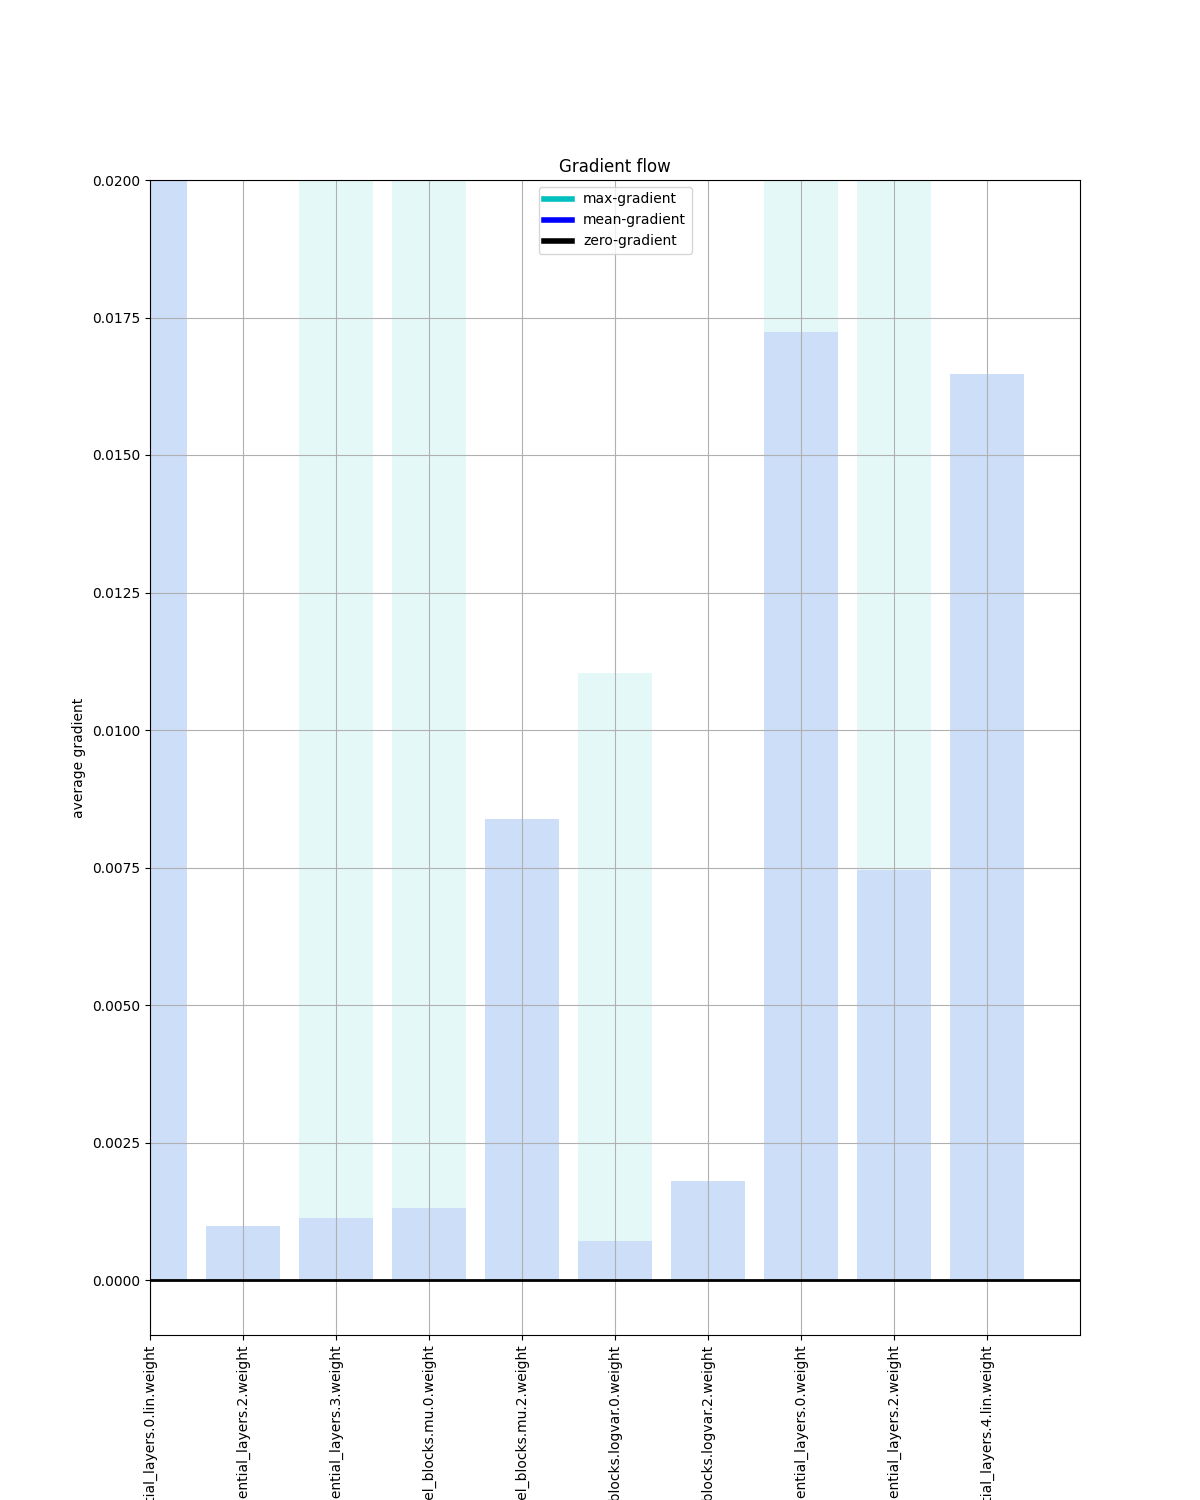 Gradient flow
max-gradient
mean-gradient
zero-gradient
0.0200
0.0175
0.0150
0.0125
0.0100
0.0075
0.0050
0.0025
0.0000
average gradient
tial_layers.0.lin.weight
ential_layers.2.weight
ential_layers.3.weight
el_blocks.mu.0.weight
el_blocks.mu.2.weight
blocks.logvar.0.weight
blocks.logvar.2.weight
ential_layers.0.weight
ential_layers.2.weight
tial_layers.4.lin.weight